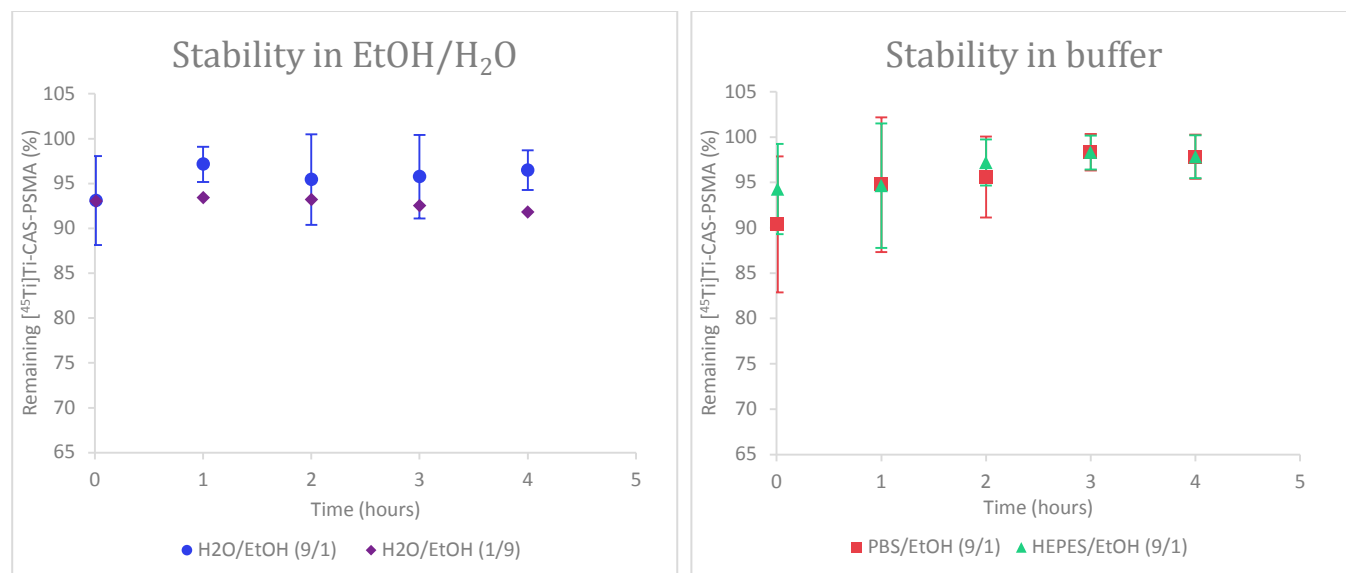 Stability in EtOH/H₂O
Remaining [⁴⁵Ti]Ti-CAS-PSMA (%)
105
100
95
90
85
80
75
70
65
0 1 2 3 4 5
Time (hours)
H2O/EtOH (9/1) H2O/EtOH (1/9)
Stability in buffer
Remaining [⁴⁵Ti]Ti-CAS-PSMA (%)
105
100
95
90
85
80
75
70
65
0 1 2 3 4 5
Time (hours)
PBS/EtOH (9/1) HEPES/EtOH (9/1)